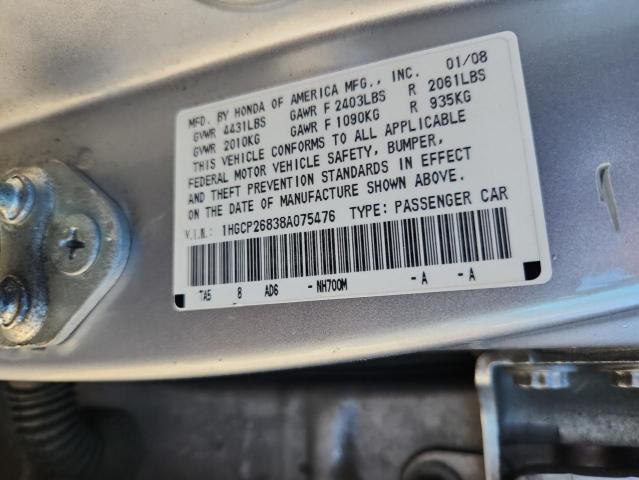 MFD. BY HONDA OF AMERICA MFG., INC. 01/08
GVWR 4431LBS GAWR F 2403LBS R 2061LBS
GVWR 2010KG GAWR F 1090KG R 935KG
THIS VEHICLE CONFORMS TO ALL APPLICABLE
FEDERAL MOTOR VEHICLE SAFETY, BUMPER,
AND THEFT PREVENTION STANDARDS IN EFFECT
ON THE DATE OF MANUFACTURE SHOWN ABOVE.
V.I.N.: 1HGCP26838A075476 TYPE: PASSENGER CAR
TA5 8 AD6 - NH700M - A - A